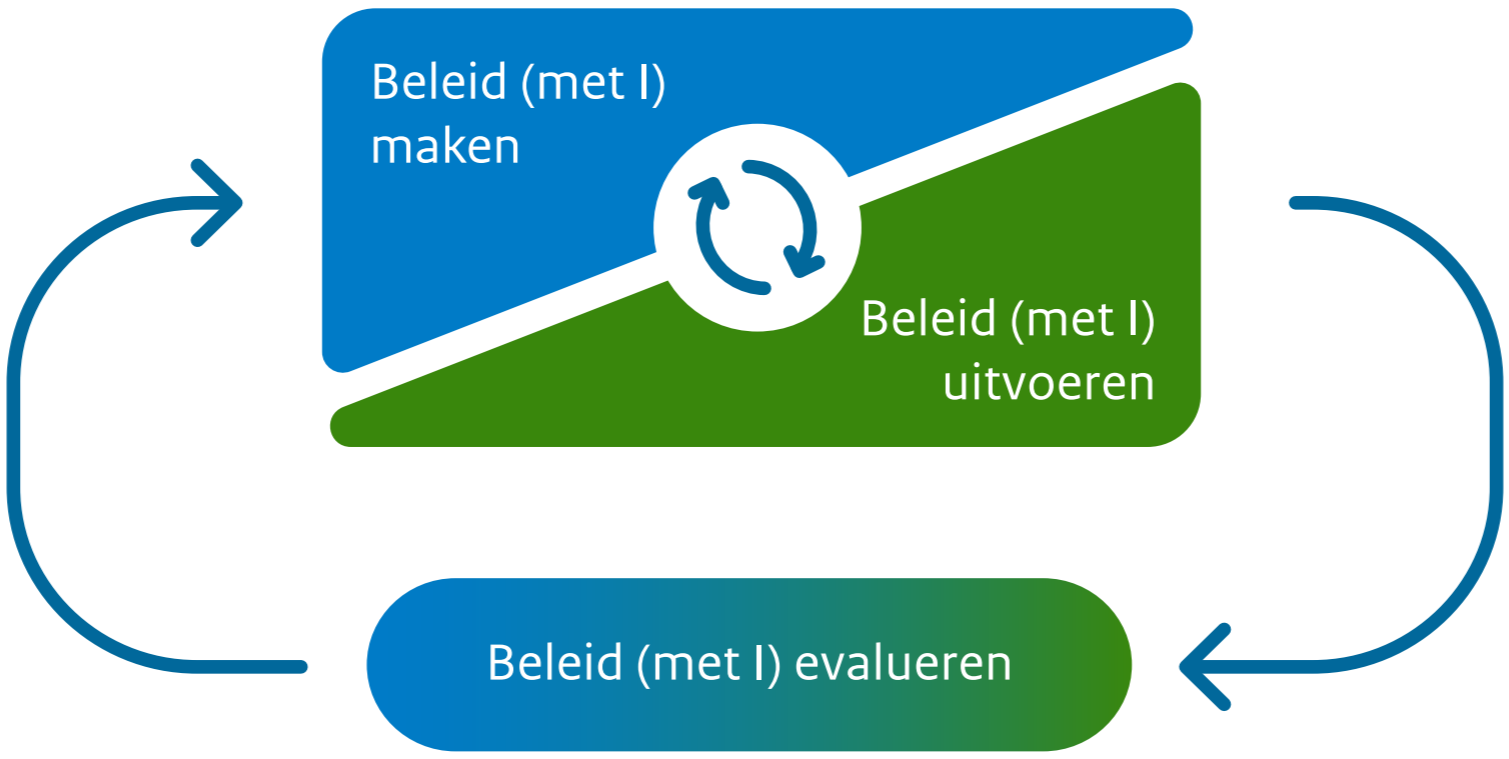 Beleid (met I)
maken
Beleid (met I)
uitvoeren
Beleid (met I) evalueren